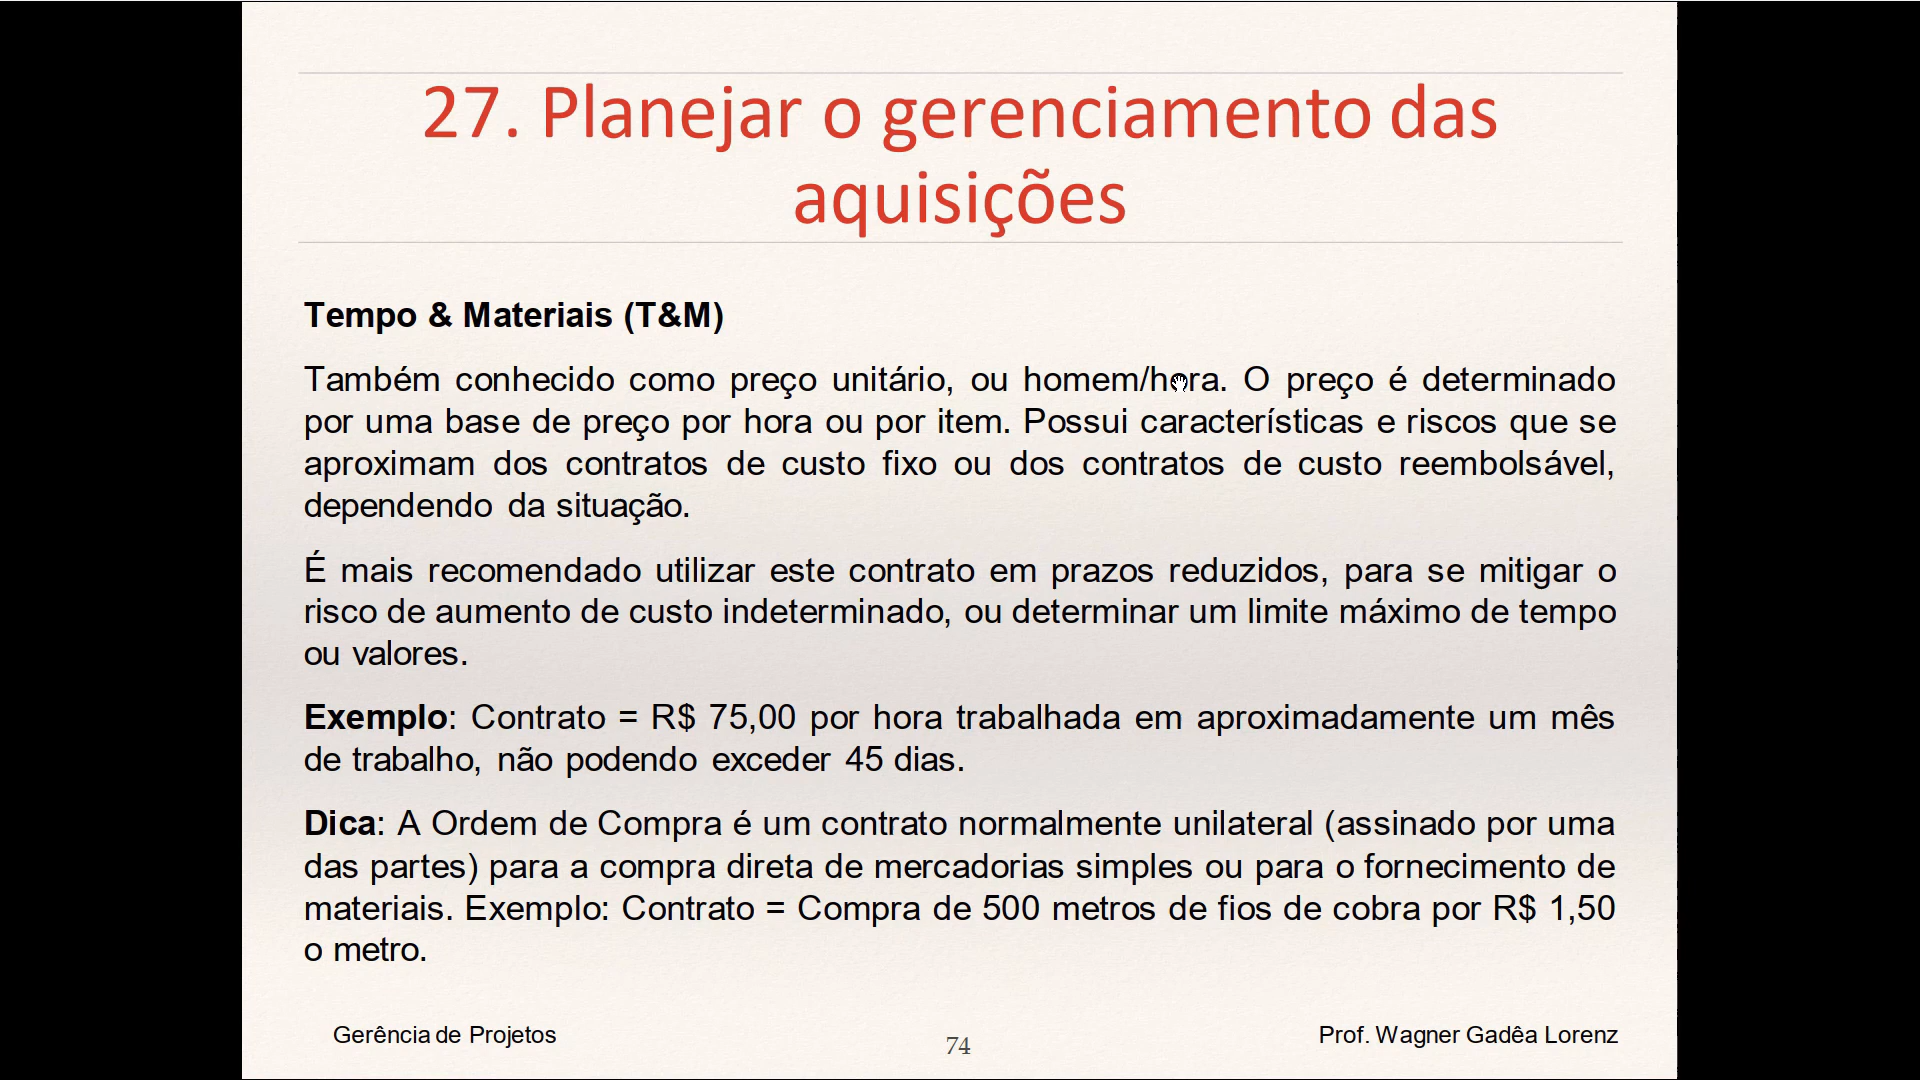 27. Planejar o gerenciamento das
aquisições
Tempo & Materiais (T&M)
Também conhecido como preço unitário, ou homem/hora. O preço é determinado
por uma base de preço por hora ou por item. Possui características e riscos que se
aproximam dos contratos de custo fixo ou dos contratos de custo reembolsável,
dependendo da situação.
É mais recomendado utilizar este contrato em prazos reduzidos, para se mitigar o
risco de aumento de custo indeterminado, ou determinar um limite máximo de tempo
ou valores.
Exemplo: Contrato = R$ 75,00 por hora trabalhada em aproximadamente um mês
de trabalho, não podendo exceder 45 dias.
Dica: A Ordem de Compra é um contrato normalmente unilateral (assinado por uma
das partes) para a compra direta de mercadorias simples ou para o fornecimento de
materiais. Exemplo: Contrato = Compra de 500 metros de fios de cobra por R$ 1,50
o metro.
Gerência de Projetos
74
Prof. Wagner Gadêa Lorenz